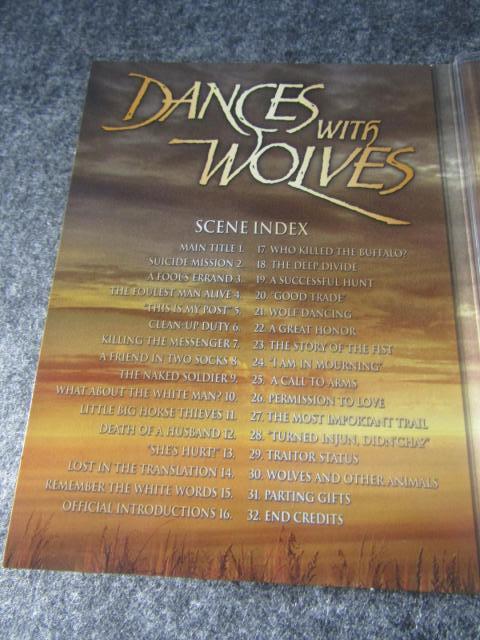 DANCES
WITH
WOLVES
SCENE INDEX
MAIN TITLE 1.
SUICIDE MISSION 2.
A FOOL'S ERRAND 3.
THE FOULEST MAN ALIVE 4.
"THIS IS MY POST" 5.
CLEAN-UP DUTY 6.
KILLING THE MESSENGER 7.
A FRIEND IN TWO SOCKS 8.
THE NAKED SOLDIER 9.
WHAT ABOUT THE WHITE MAN? 10.
LITTLE BIG HORSE THIEVES 11.
DEATH OF A HUSBAND 12.
"SHE'S HURT!" 13.
LOST IN THE TRANSLATION 14.
REMEMBER THE WHITE WORDS 15.
OFFICIAL INTRODUCTIONS 16.
17. WHO KILLED THE BUFFALO?
18. THE DEEP DIVIDE
19. A SUCCESSFUL HUNT
20. "GOOD TRADE"
21. WOLF DANCING
22. A GREAT HONOR
23. THE STORY OF THE FIST
24. "I AM IN MOURNING"
25. A CALL TO ARMS
26. PERMISSION TO LOVE
27. THE MOST IMPORTANT TRAIL
28. "TURNED INJUN, DIDN'CHA?"
29. TRAITOR STATUS
30. WOLVES AND OTHER ANIMALS
31. PARTING GIFTS
32. END CREDITS